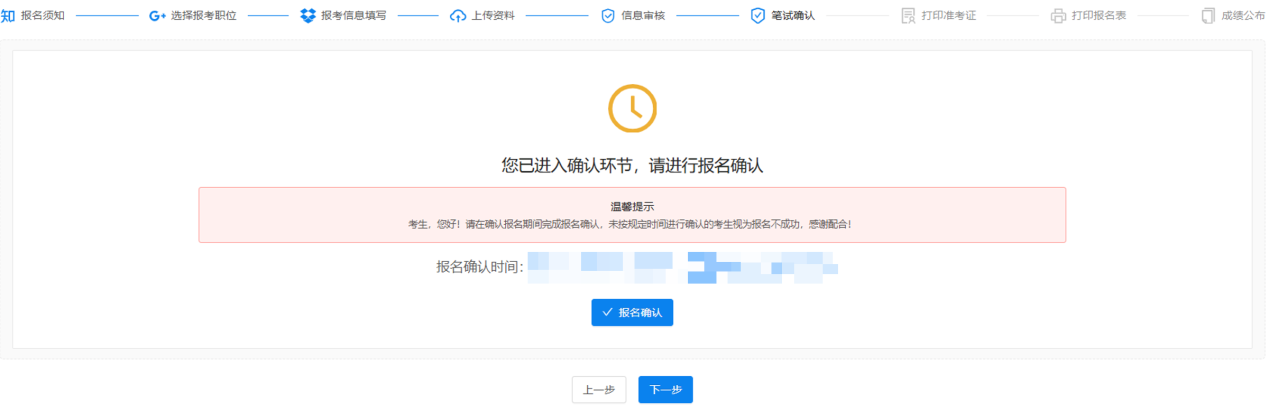 知 报名须知 G+ 选择报考职位 报考信息填写 上传资料 信息审核 笔试确认 打印准考证 打印报名表 成绩公布
您已进入确认环节，请进行报名确认
温馨提示
考生，您好！请在确认报名期间完成报名确认，未按规定时间进行确认的考生视为报名不成功，感谢配合！
报名确认时间：
报名确认
上一步 下一步